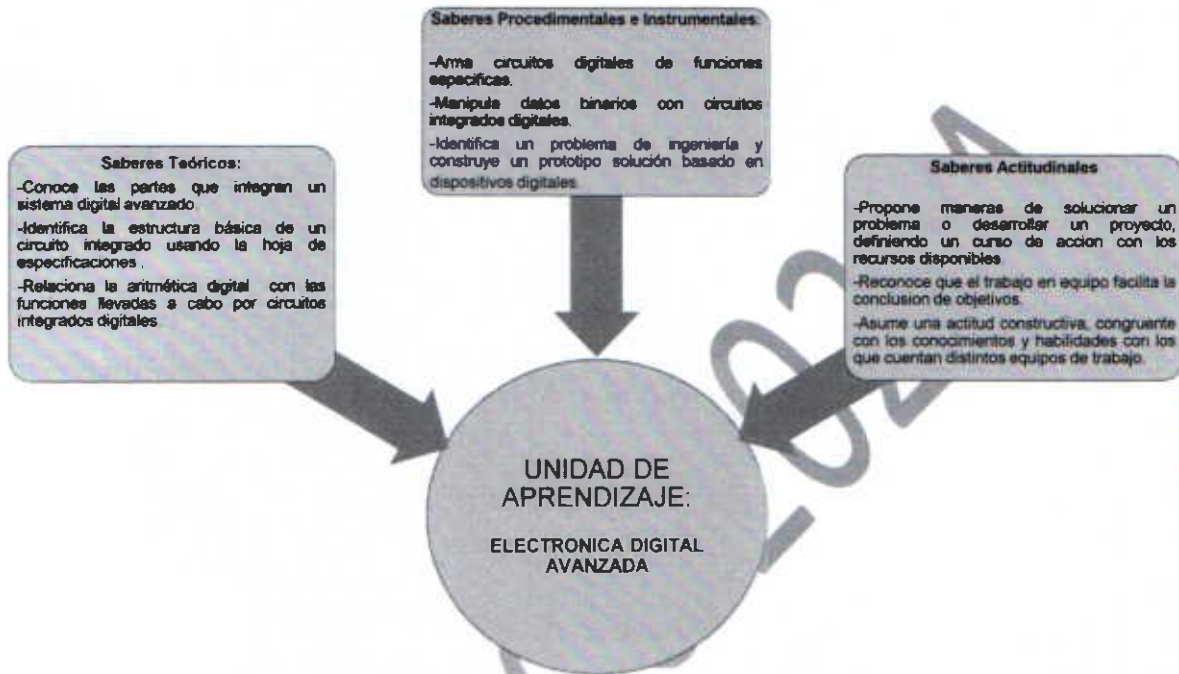 Saberes Procedimentales e Instrumentales:
-Arma circuitos digitales de funciones
especificas.
-Manipula datos binarios con circuitos
integrados digitales.
-Identifica un problema de ingeniería y
construye un prototipo solución basado en
dispositivos digitales.
Saberes Teóricos:
-Conoce las partes que integran un
sistema digital avanzado.
-Identifica la estructura básica de un
circuito integrado usando la hoja de
especificaciones .
-Relaciona la aritmética digital con las
funciones llevadas a cabo por circuitos
integrados digitales
Saberes Actitudinales
-Propone maneras de solucionar un
problema o desarrollar un proyecto,
definiendo un curso de accion con los
recursos disponibles
-Reconoce que el trabajo en equipo facilita la
conclusion de objetivos.
-Asume una actitud constructiva, congruente
con los conocimientos y habilidades con los
que cuentan distintos equipos de trabajo.
UNIDAD DE
APRENDIZAJE:
ELECTRONICA DIGITAL
AVANZADA